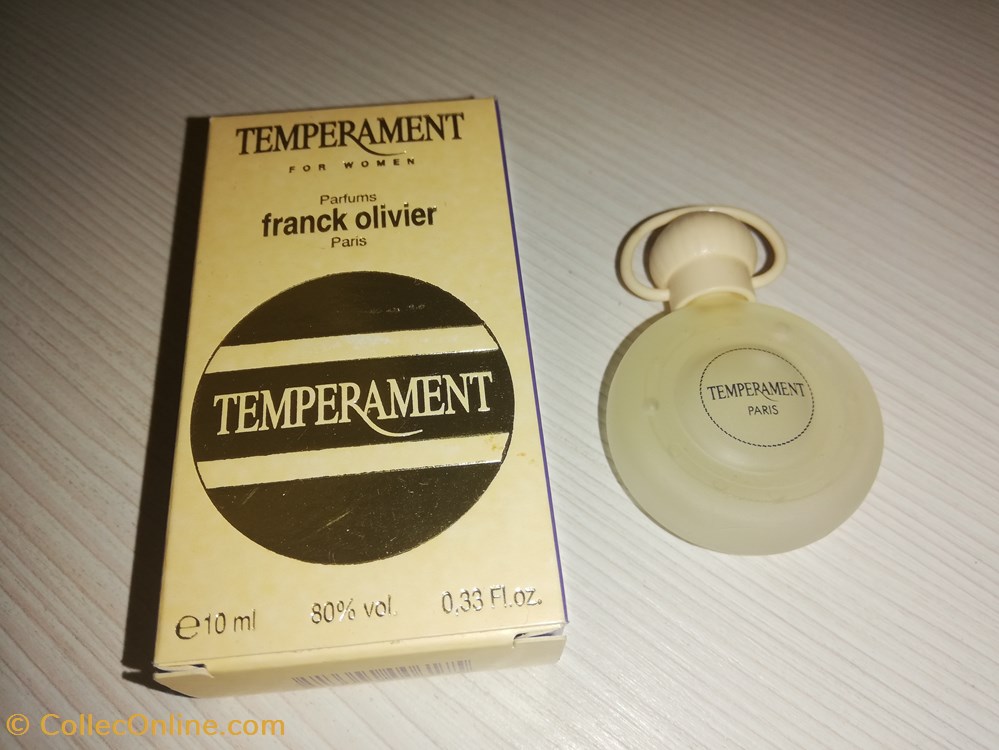 TEMPERAMENT
FOR WOMEN
Parfums
franck olivier
Paris
TEMPERAMENT
℮10 ml 80% vol. 0,33 Fl.oz.
TEMPERAMENT
PARIS
© CollecOnline.com